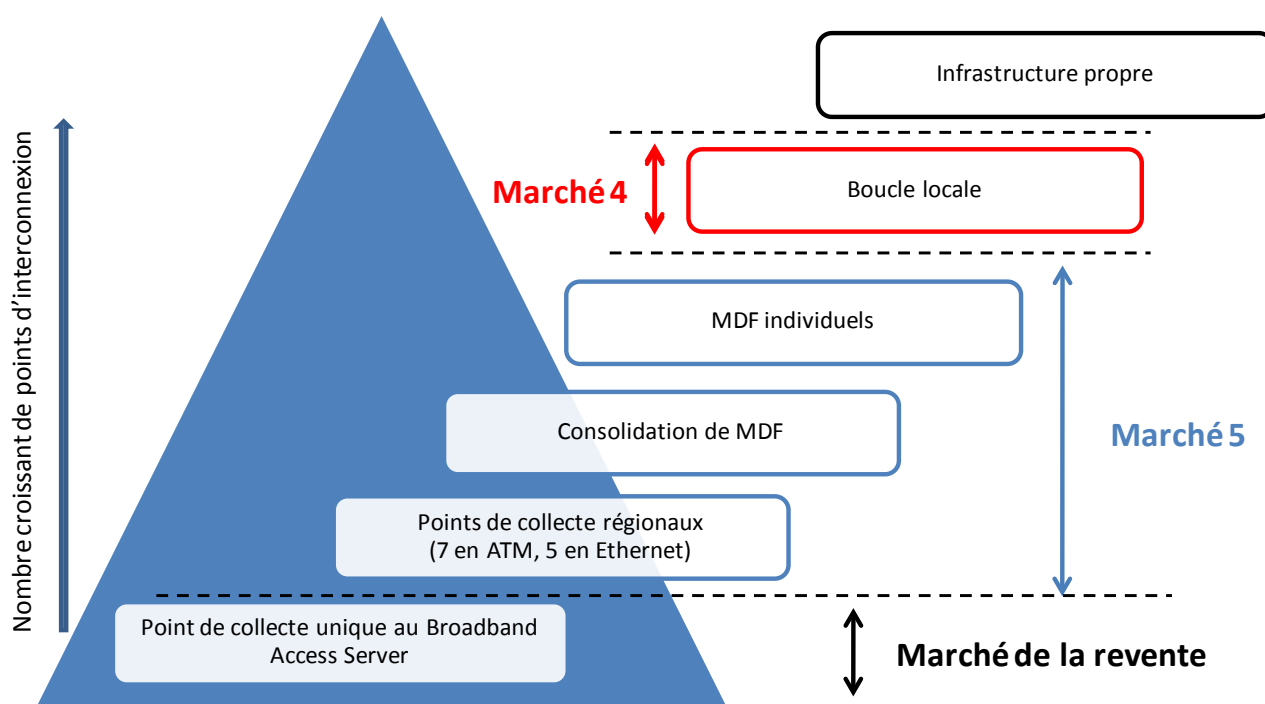 Nombre croissant de points d'interconnexion
Infrastructure propre
Marché 4
Boucle locale
MDF individuels
Consolidation de MDF
Marché 5
Points de collecte régionaux
(7 en ATM, 5 en Ethernet)
Point de collecte unique au Broadband
Access Server
Marché de la revente